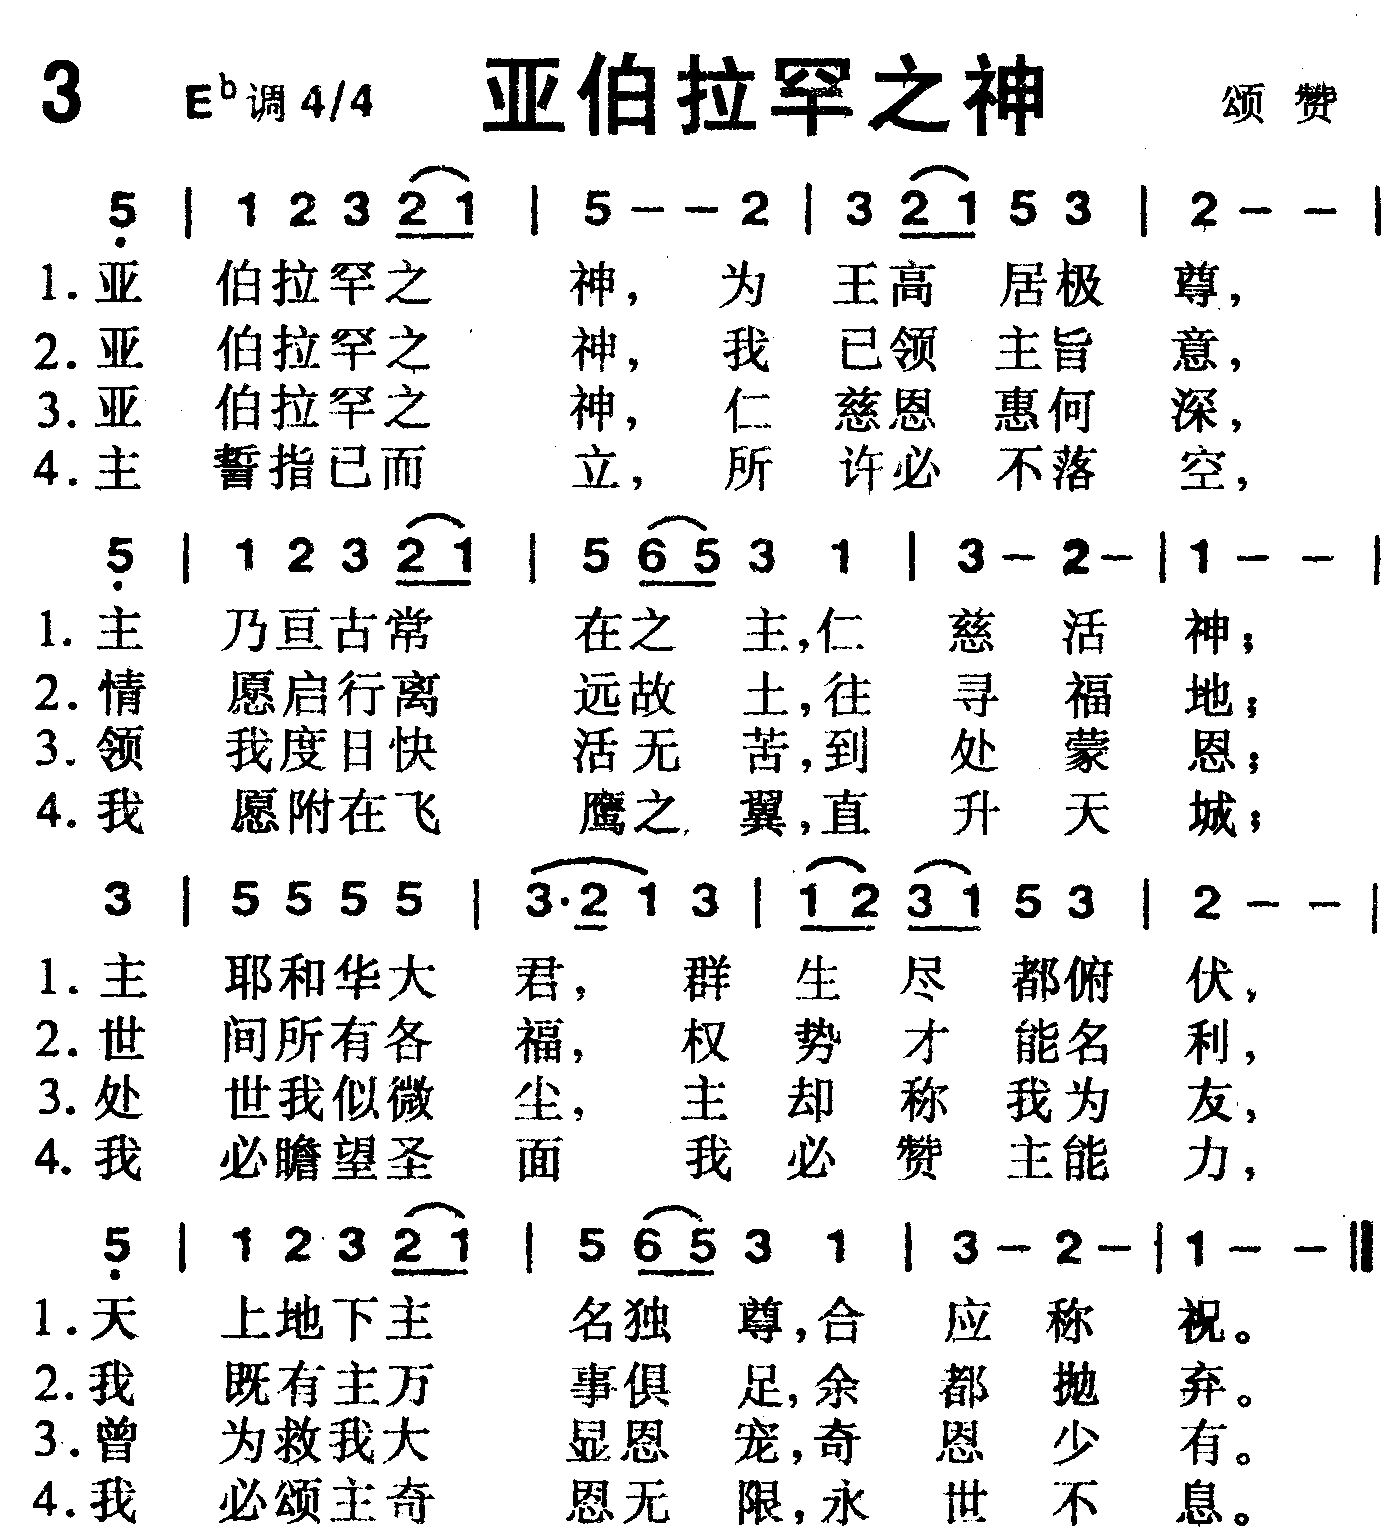 3 E♭调4/4 亚伯拉罕之神 颂赞
5̣ | 1 2 3 2 1 | 5 – – 2 | 3 2 1 5 3 | 2 – – |
1.亚 伯拉罕之 神, 为 王高 居极 尊,
2.亚 伯拉罕之 神, 我 已领 主旨 意,
3.亚 伯拉罕之 神, 仁 慈恩 惠何 深,
4.主 誓指已而 立, 所 许必 不落 空,
5̣ | 1 2 3 2 1 | 5 6 5 3 1 | 3 – 2 – | 1 – – |
1.主 乃亘古常 在之 主,仁 慈 活 神;
2.情 愿启行离 远故 土,往 寻 福 地;
3.领 我度日快 活无 苦,到 处 蒙 恩;
4.我 愿附在飞 鹰之 翼,直 升 天 城;
3 | 5 5 5 5 | 3·2 1 3 | 1 2 3 1 5 3 | 2 – – |
1.主 耶和华大 君, 群 生 尽 都俯 伏,
2.世 间所有各 福, 权 势 才 能名 利,
3.处 世我似微 尘, 主 却 称 我为 友,
4.我 必瞻望圣 面 我 必 赞 主能 力,
5̣ | 1 2 3 2 1 | 5 6 5 3 1 | 3 – 2 – | 1 – – ‖
1.天 上地下主 名独 尊,合 应 称 祝。
2.我 既有主万 事俱 足,余 都 抛 弃。
3.曾 为救我大 显恩 宠,奇 恩 少 有。
4.我 必颂主奇 恩无 限,永 世 不 息。